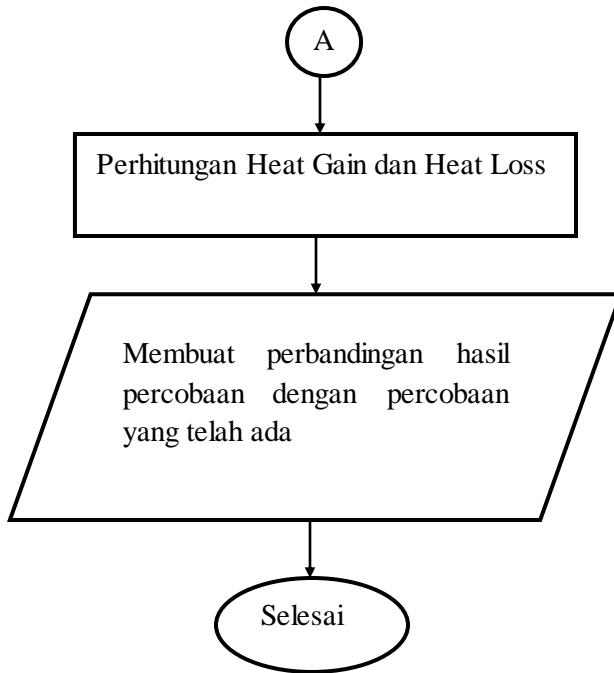 A
Perhitungan Heat Gain dan Heat Loss
Membuat perbandingan hasil
percobaan dengan percobaan
yang telah ada
Selesai